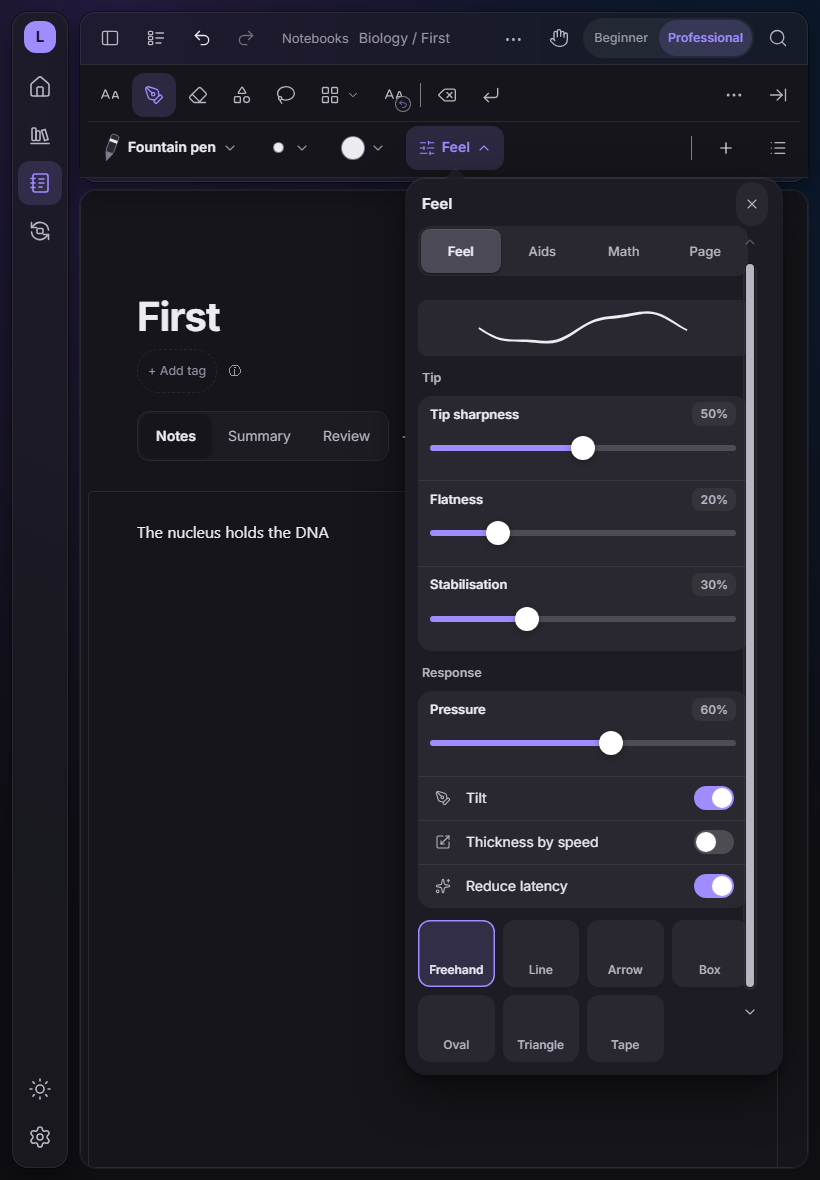 L
Notebooks Biology / First
Beginner Professional
AA
AA
Fountain pen
Feel
Feel
Feel Aids Math Page
First
+ Add tag
Notes Summary Review
The nucleus holds the DNA
Tip
Tip sharpness 50%
Flatness 20%
Stabilisation 30%
Response
Pressure 60%
Tilt
Thickness by speed
Reduce latency
Freehand Line Arrow Box
Oval Triangle Tape